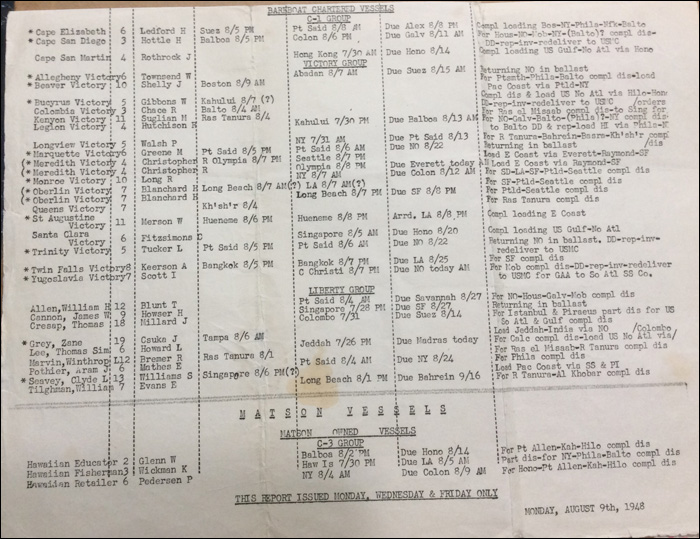 BAREBOAT CHARTERED VESSELS
C-1 GROUP
* Cape Elizabeth 6 Ledford H Suez 8/5 PM Pt Said 8/8 AM Due Alex 8/8 PM Compl loading Bos-NY-Phila-Nfk-Balto
* Cape San Diego 3 Hottle H Balboa 8/5 PM Colon 8/6 PM Due Galv 8/11 AM For Hous-NO-Mob-NY-(Balto?) compl dis-
DD-rep-inv-redeliver to USMC
Cape San Martin 4 Rothrock J Hong Kong 7/30 AM Due Hono 8/14 Compl loading US Gulf-No Atl via Hono
VICTORY GROUP
* Allegheny Victory 6 Townsend W Abadan 8/7 AM Due Suez 8/15 AM Returning NO in ballast
* Beaver Victory 10 Shelly J Boston 8/9 AM For Ptsmth-Phila-Balto compl dis-load
Pac Coast via Ptld-NY
* Bucyrus Victory 5 Gibbons W Kahului 8/7 (?) Compl dis & load US No Atl via Hilo-Hono
Colombia Victory 3 Chace R Balto 8/4 AM DD-rep-inv-redeliver to USMC /orders
Kenyon Victory 11 Suglian M Ras Tanura 8/4 For Ras el Missab compl dis-to Sing for
Legion Victory 4 Hutchison N Kahului 7/30 PM Due Balboa 8/13 AM For NO-Galv-Balto-(Phil?)-NY compl dis
to Balto DD & rep-load HI via Phila-N
Longview Victory 5 Walsh P NY 7/31 AM Due Pt Said 8/13 For R Tanura-Bahrein-Basra-Kh'sh'r compl
* Marquette Victory 6 Greene M Pt Said 8/5 PM Pt Said 8/6 AM Due NO 8/22 Returning in ballast /dis
(* Meredith Victory 4 Christopher R Olympia 8/7 PM Seattle 8/7 PM Load E Coast via Everett-Raymond-SF
(* Meredith Victory 4 Christopher R Olympia 8/8 PM Due Everett today AM Load E Coast via Raymond-SF
* Monroe Victory 10 Long R NY 8/7 PM Due Colon 8/12 AM For SD-LA-SF-Ptld-Seattle compl dis
(* Oberlin Victory 7 Blanchard H Long Beach 8/7 AM(?) LA 8/7 AM(?) For SF-Ptld-Seattle compl dis
(* Oberlin Victory 7 Blanchard H Long Beach 8/7 PM Due SF 8/8 PM For Ptld-Seattle compl dis
Queens Victory 7 Kh'sh'r 8/4 For Ras Tanura compl dis
* St Augustine
Victory 11 Merson W Hueneme 8/6 PM Hueneme 8/8 PM Arrd. LA 8/8 PM Compl loading E Coast
Santa Clara
Victory 6 Fitzsimons C Singapore 8/5 AM Due Hono 8/20 Compl loading US Gulf-No Atl
* Trinity Victory 5 Tucker L Pt Said 8/5 PM Pt Said 8/6 AM Due NO 8/22 Returning NO in ballast. DD-rep-inv-
redeliver to USMC
* Twin Falls Victory 8 Keerson A Bangkok 8/5 PM Bangkok 8/7 PM Due LA 8/25 For SF compl dis
* Yugoslavia Victory 7 Scott I C Christi 8/7 PM Due NO today AM For Mob compl dis-DD-rep-inv-redeliver
to USMC for GAA to So Atl SS Co.
LIBERTY GROUP
Allen, William H 12 Blunt T Pt Said 8/4 AM Due Savannah 8/27 For NO-Hous-Galv-Mob compl dis
Cannon, James W 9 Howser H Singapore 7/28 PM Due SF 8/27 Returning in ballast
Cresap, Thomas 18 Millard J Colombo 7/31 Due Suez 8/14 For Istanbul & Piraeus part dis for US
So Atl & Gulf compl dis
* Grey, Zane 19 Csuka J Tampa 8/6 AM Load Jeddah-India via NO /Colombo
Lee, Thomas Sim 6 Howard L Jeddah 7/26 PM Due Madras today For Calc compl dis-load US No Atl via/
Marvin, Winthrop L 12 Bremer R Ras Tanura 8/1 For Ras el Missab-R Tanura compl dis
Pothier, Aram J 6 Mathes E Pt Said 8/4 AM Due NY 8/24 For Phila compl dis
* Seavey, Clyde L 13 Williams S Singapore 8/6 PM(?) Load Pac Coast via SS & PI
Tilghman, William 7 Evans E Long Beach 8/1 PM Due Bahrein 9/16 For R Tanura-Al Khobar compl dis
MATSON VESSELS
MATSON OWNED VESSELS
C-3 GROUP
Hawaiian Educator 2 Glenn W Balboa 8/2 PM Due Hono 8/14 For Pt Allen-Kah-Hilo compl dis
Hawaiian Fisherman 3 Wickman K Haw Is 7/30 PM Due LA 8/5 AM Part dis-for NY-Phila-Balto compl dis
Hawaiian Retailer 6 Pedersen P NY 8/4 AM Due Colon 8/9 AM For Hono-Pt Allen-Kah-Hilo compl dis
THIS REPORT ISSUED MONDAY, WEDNESDAY & FRIDAY ONLY
MONDAY, AUGUST 9th, 1948